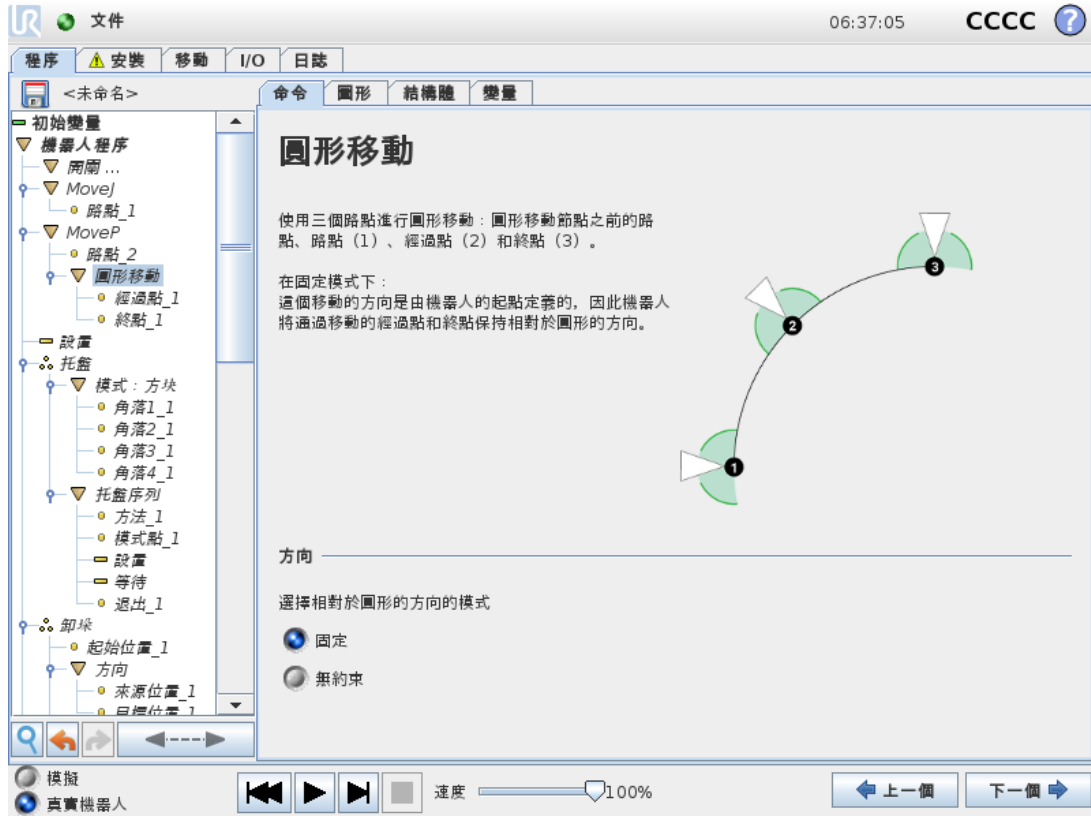 UR 文件 06:37:05 CCCC ?
程序 安裝 移動 I/O 日誌
<未命名>
命令 圖形 結構體 變量
初始變量
機器人程序
開關 ...
MoveJ
路點_1
MoveP
路點_2
圓形移動
經過點_1
終點_1
設置
托盤
模式：方块
角落1_1
角落2_1
角落3_1
角落4_1
托盤序列
方法_1
模式點_1
設置
等待
退出_1
卸垛
起始位置_1
方向
來源位置_1
目標位置_1
圓形移動
使用三個路點進行圓形移動：圓形移動節點之前的路
點、路點（1）、經過點（2）和終點（3）。
在固定模式下：
這個移動的方向是由機器人的起點定義的，因此機器人
將通過移動的經過點和終點保持相對於圓形的方向。
3
2
1
方向
選擇相對於圓形的方向的模式
固定
無約束
模擬
真實機器人
速度 100%
上一個 下一個